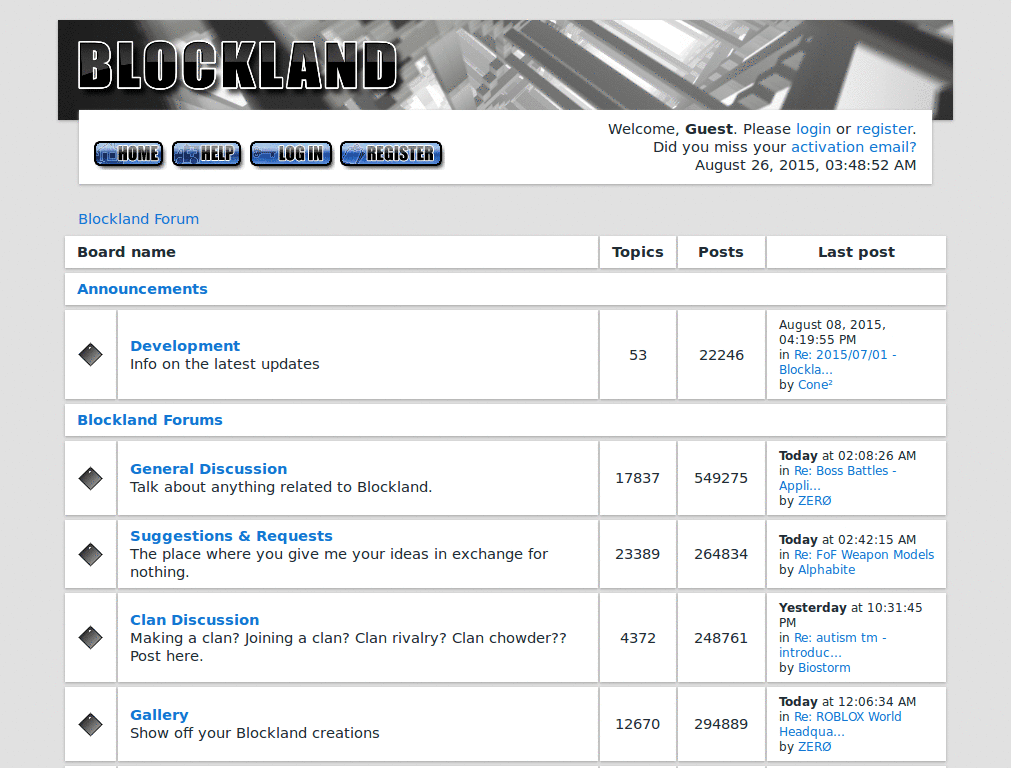 BLOCKLAND
Welcome, Guest. Please login or register.
Did you miss your activation email?
August 26, 2015, 03:48:52 AM
HOME HELP LOG IN REGISTER
Blockland Forum
Board name Topics Posts Last post
Announcements
Development
Info on the latest updates
53
22246
August 08, 2015,
04:19:55 PM
in Re: 2015/07/01 -
Blockla...
by Cone²
Blockland Forums
General Discussion
Talk about anything related to Blockland.
17837
549275
Today at 02:08:26 AM
in Re: Boss Battles -
Appli...
by ZERØ
Suggestions & Requests
The place where you give me your ideas in exchange for
nothing.
23389
264834
Today at 02:42:15 AM
in Re: FoF Weapon Models
by Alphabite
Clan Discussion
Making a clan? Joining a clan? Clan rivalry? Clan chowder??
Post here.
4372
248761
Yesterday at 10:31:45
PM
in Re: autism tm -
introduc...
by Biostorm
Gallery
Show off your Blockland creations
12670
294889
Today at 12:06:34 AM
in Re: ROBLOX World
Headqua...
by ZERØ